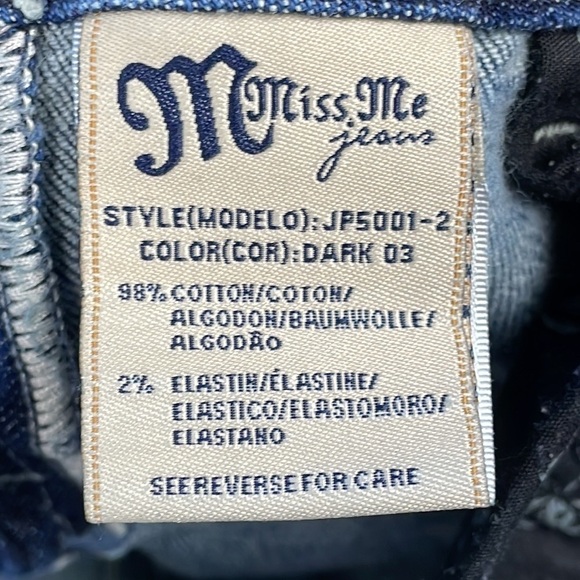 M Miss Me
jeans
STYLE(MODELO):JP5001-2
COLOR(COR):DARK 03
98% COTTON/COTON/
ALGODON/BAUMWOLLE/
ALGODÃO
2% ELASTIN/ÉLASTINE/
ELASTICO/ELASTOMORO/
ELASTANO
SEE REVERSE FOR CARE